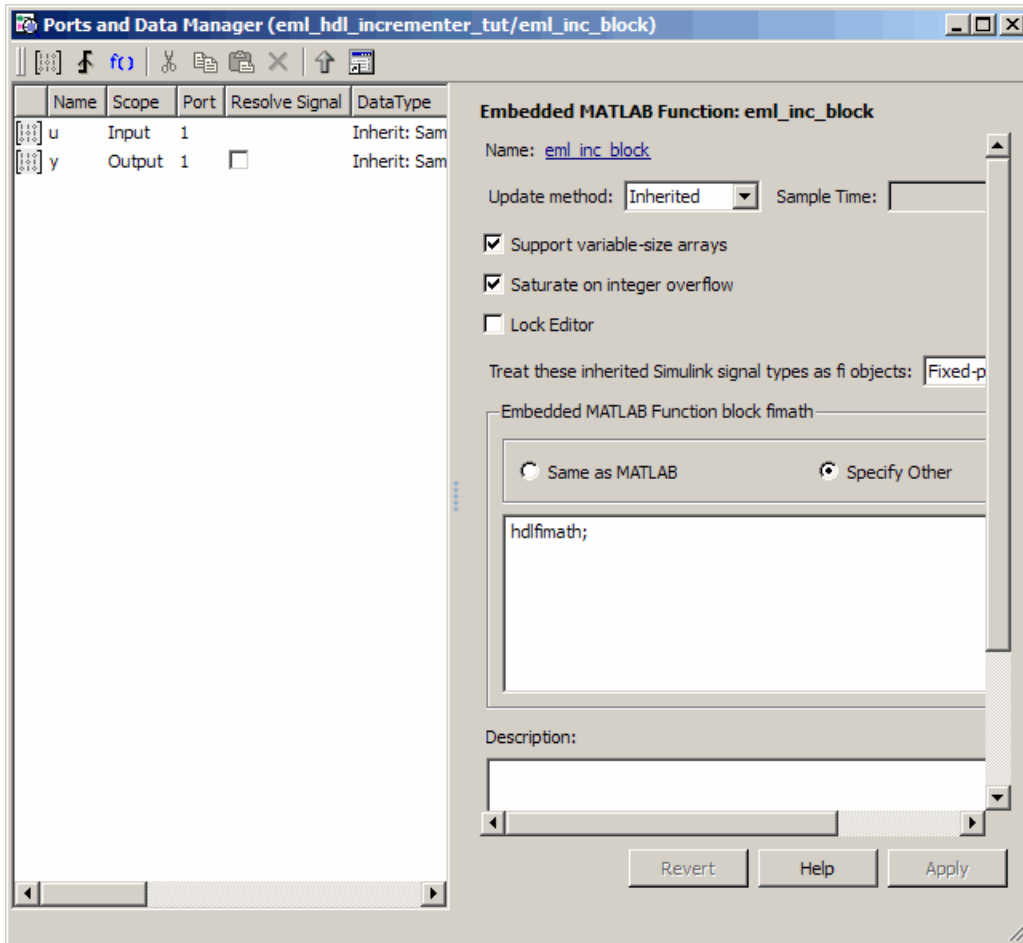 Ports and Data Manager (eml_hdl_incrementer_tut/eml_inc_block)
f()
Name Scope Port Resolve Signal DataType
u Input 1 Inherit: Sam
y Output 1 Inherit: Sam
Embedded MATLAB Function: eml_inc_block
Name: eml_inc_block
Update method: Inherited Sample Time:
Support variable-size arrays
Saturate on integer overflow
Lock Editor
Treat these inherited Simulink signal types as fi objects: Fixed-p
Embedded MATLAB Function block fimath
Same as MATLAB Specify Other
hdlfimath;
Description:
Revert Help Apply